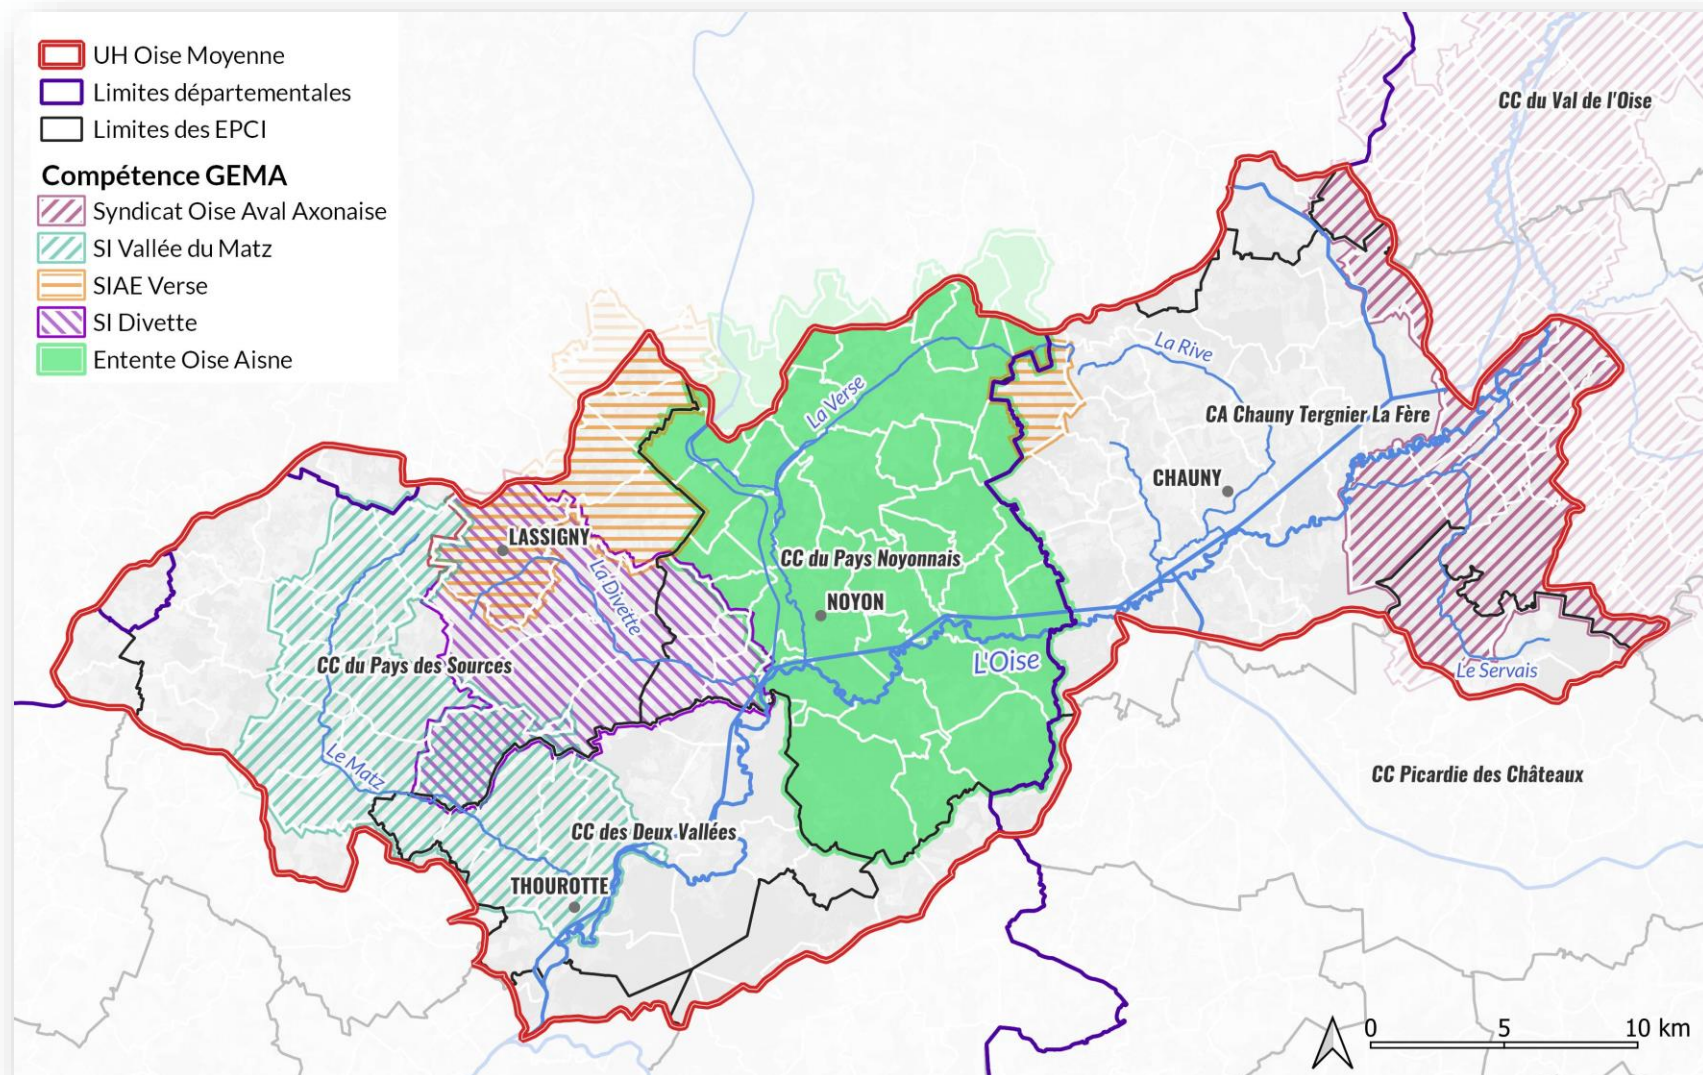 UH Oise Moyenne
Limites départementales
Limites des EPCI
Compétence GEMA
Syndicat Oise Aval Axonaise
SI Vallée du Matz
SIAE Verse
SI Divette
Entente Oise Aisne
CC du Val de l'Oise
La Rive
La Verse
CA Chauny Tergnier La Fère
CHAUNY
LASSIGNY
CC du Pays Noyonnais
La Divette
NOYON
CC du Pays des Sources
L'Oise
Le Servais
Le Matz
CC Picardie des Châteaux
CC des Deux Vallées
THOUROTTE
0 5 10 km